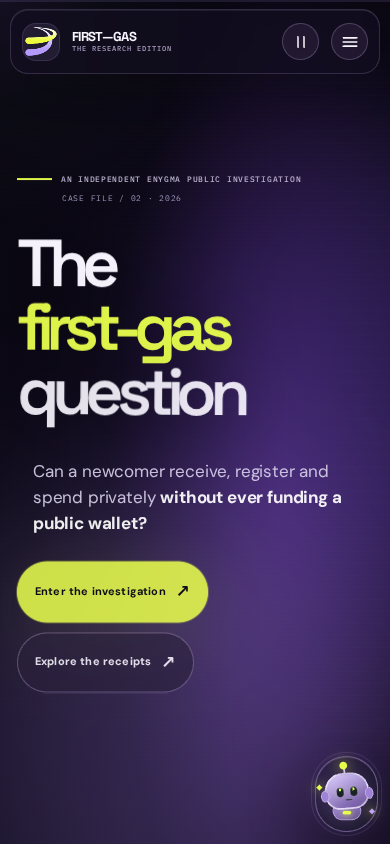 FIRST—GAS
THE RESEARCH EDITION
AN INDEPENDENT ENYGMA PUBLIC INVESTIGATION
CASE FILE / 02 · 2026
The
first-gas
question
Can a newcomer receive, register and
spend privately without ever funding a
public wallet?
Enter the investigation ↗
Explore the receipts ↗